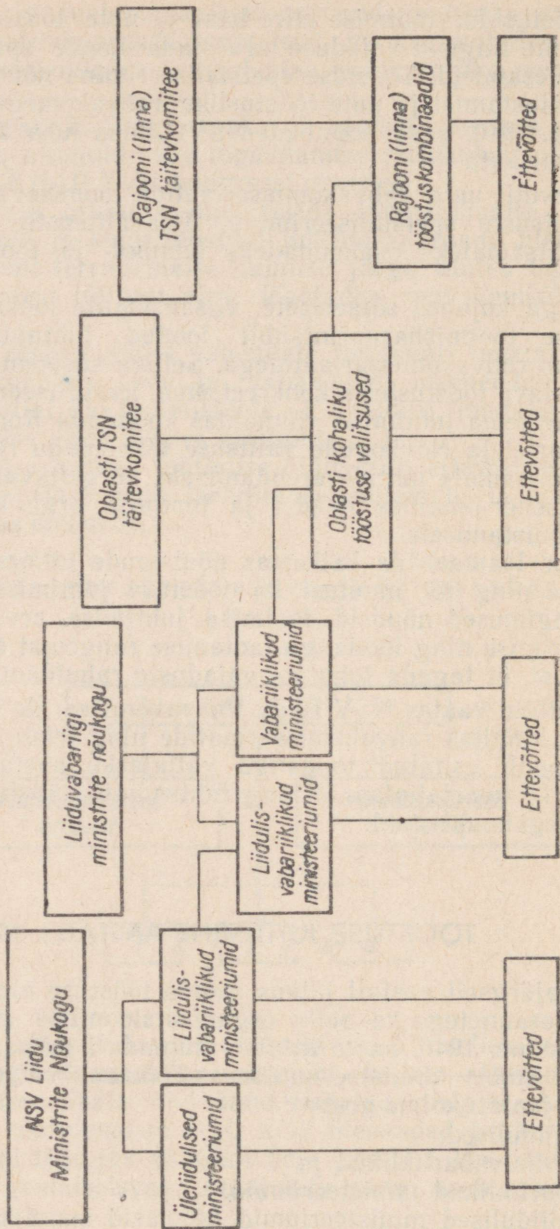 NSV Liidu
Ministrite Nõukogu
Liiduvabariigi
ministrite nõukogu
Oblasti TSN
täitevkomitee
Rajooni (linna)
TSN täitevkomitee
Üleliidulised
ministeeriumid
Liidulis-
vabariiklikud
ministeeriumid
Liidulis-
vabariiklikud
ministeeriumid
Vabariiklikud
ministeeriumid
Oblasti kohaliku
tööstuse valitsused
Rajooni (linna)
tööstuskombinaadid
Ettevõtted
Ettevõtted
Ettevõtted
Ettevõtted
Ettevõtted